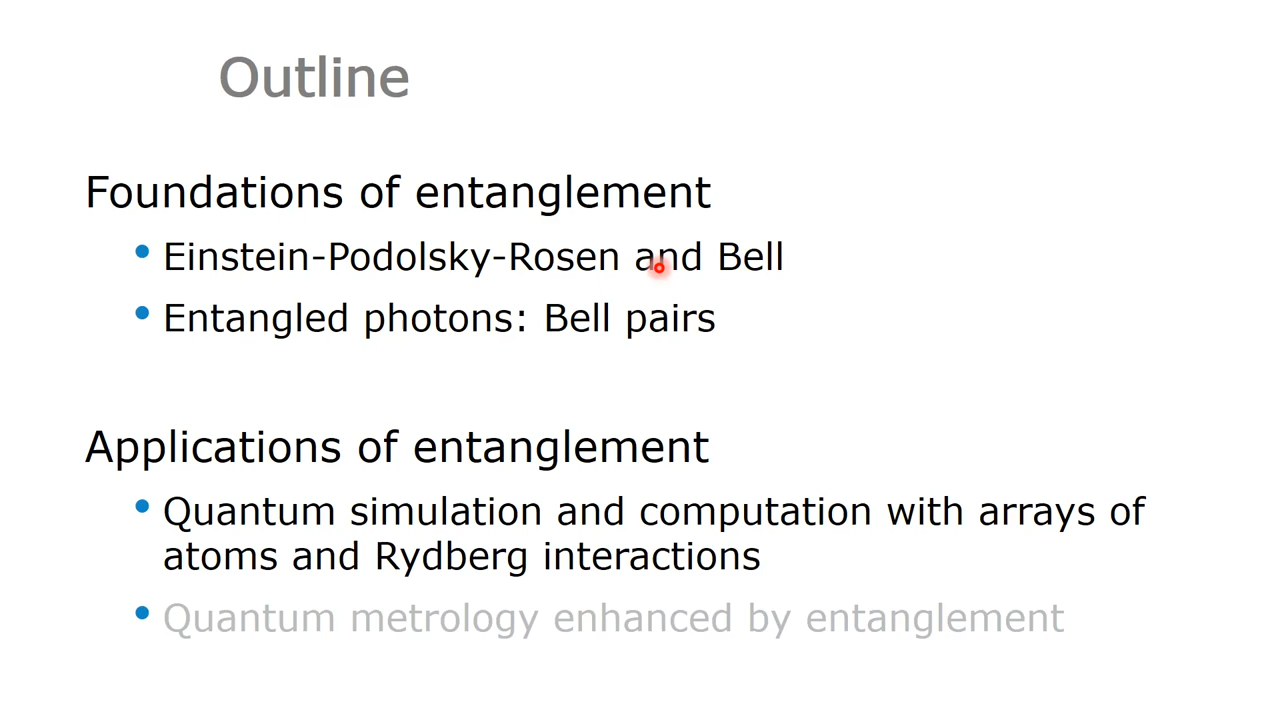 Outline
Foundations of entanglement
• Einstein-Podolsky-Rosen and Bell
• Entangled photons: Bell pairs
Applications of entanglement
• Quantum simulation and computation with arrays of
atoms and Rydberg interactions
• Quantum metrology enhanced by entanglement